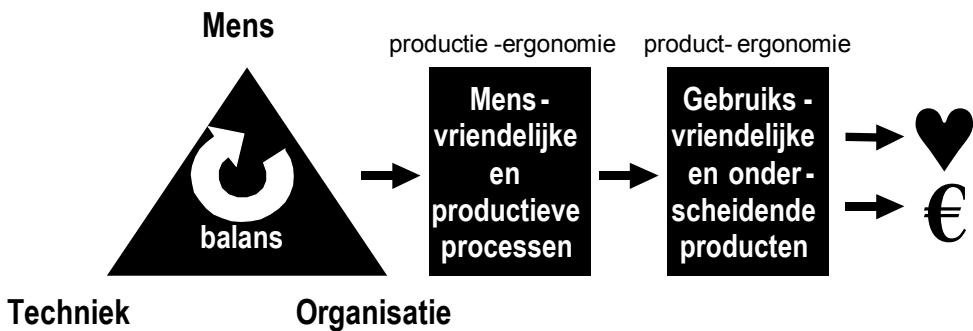 Mens
productie -ergonomie
product- ergonomie
Mens -
vriendelijke
en
productieve
processen
Gebruiks -
vriendelijke
en onder -
scheidende
producten
balans
€
Techniek
Organisatie